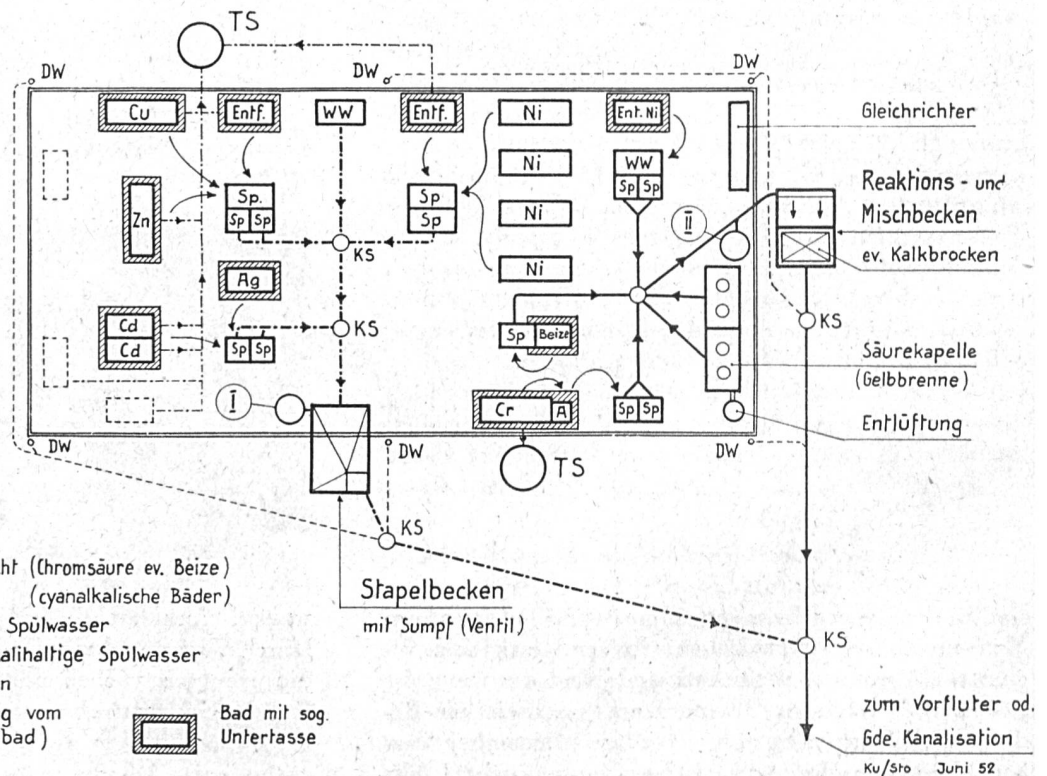 TS
DW
DW
DW
Cu
Entf.
WW
Entf.
Ni
Ent. Ni
Gleichrichter
Ni
WW
Sp Sp
Zn
Sp.
Sp Sp
Sp
Sp
Ni
II
Reaktions- und
Mischbecken
ev. Kalkbrocken
KS
Ag
Ni
KS
KS
Cd
Cd
Sp Sp
Sp
Beize
Säurekapelle
(Gelbbrenne)
I
Cr
A
Sp Sp
Entlüftung
DW
DW
TS
DW
KS
Stapelbecken
mit Sumpf (Ventil)
KS
ht (Chromsäure ev. Beize)
(cyanalkalische Bäder)
Spülwasser
alihaltige Spülwasser
n
g vom
bad)
Bad mit sog.
Untertasse
zum Vorfluter od.
Gde. Kanalisation
Ku/Sto Juni 52